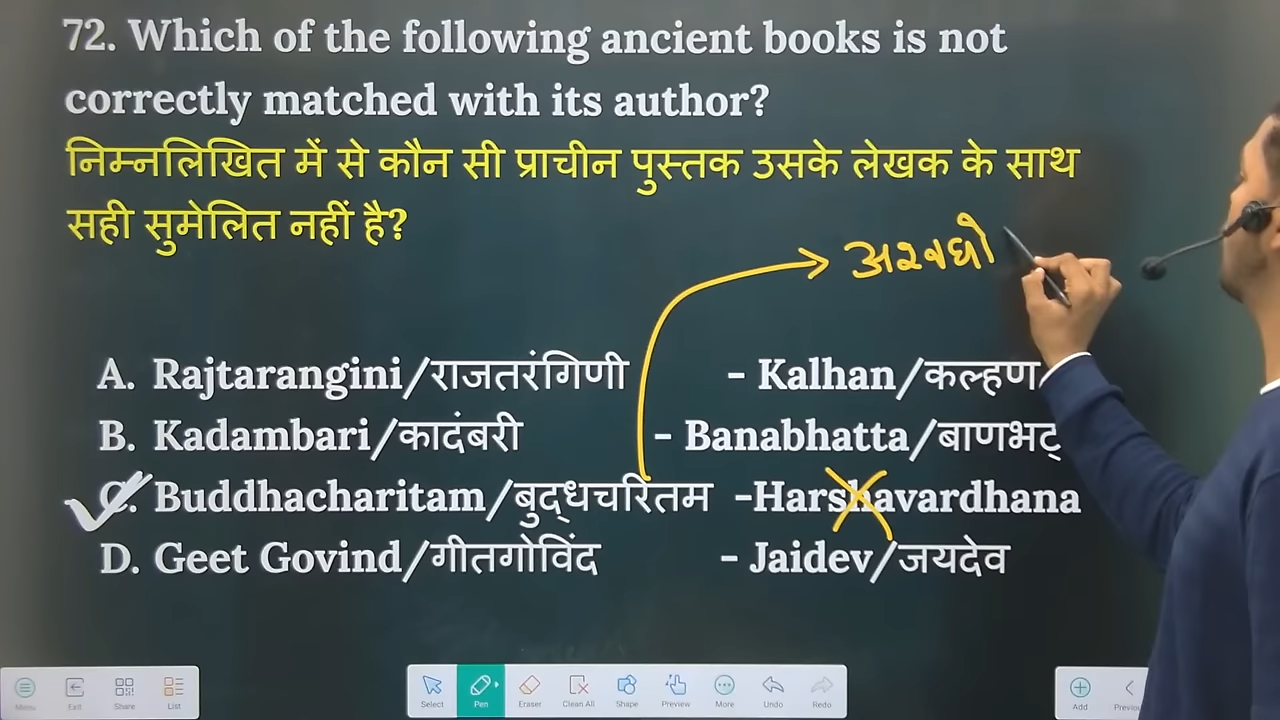 72. Which of the following ancient books is not
correctly matched with its author?
निम्नलिखित में से कौन सी प्राचीन पुस्तक उसके लेखक के साथ
सही सुमेलित नहीं है?
अश्वघो
A. Rajtarangini/राजतरंगिणी - Kalhan/कल्हण
B. Kadambari/कादंबरी - Banabhatta/बाणभट्
C. Buddhacharitam/बुद्धचरितम -Harshavardhana
D. Geet Govind/गीतगोविंद - Jaidev/जयदेव
Menu Exit Share List Select Pen Eraser Clean All Shape Preview More Undo Redo Add Previou